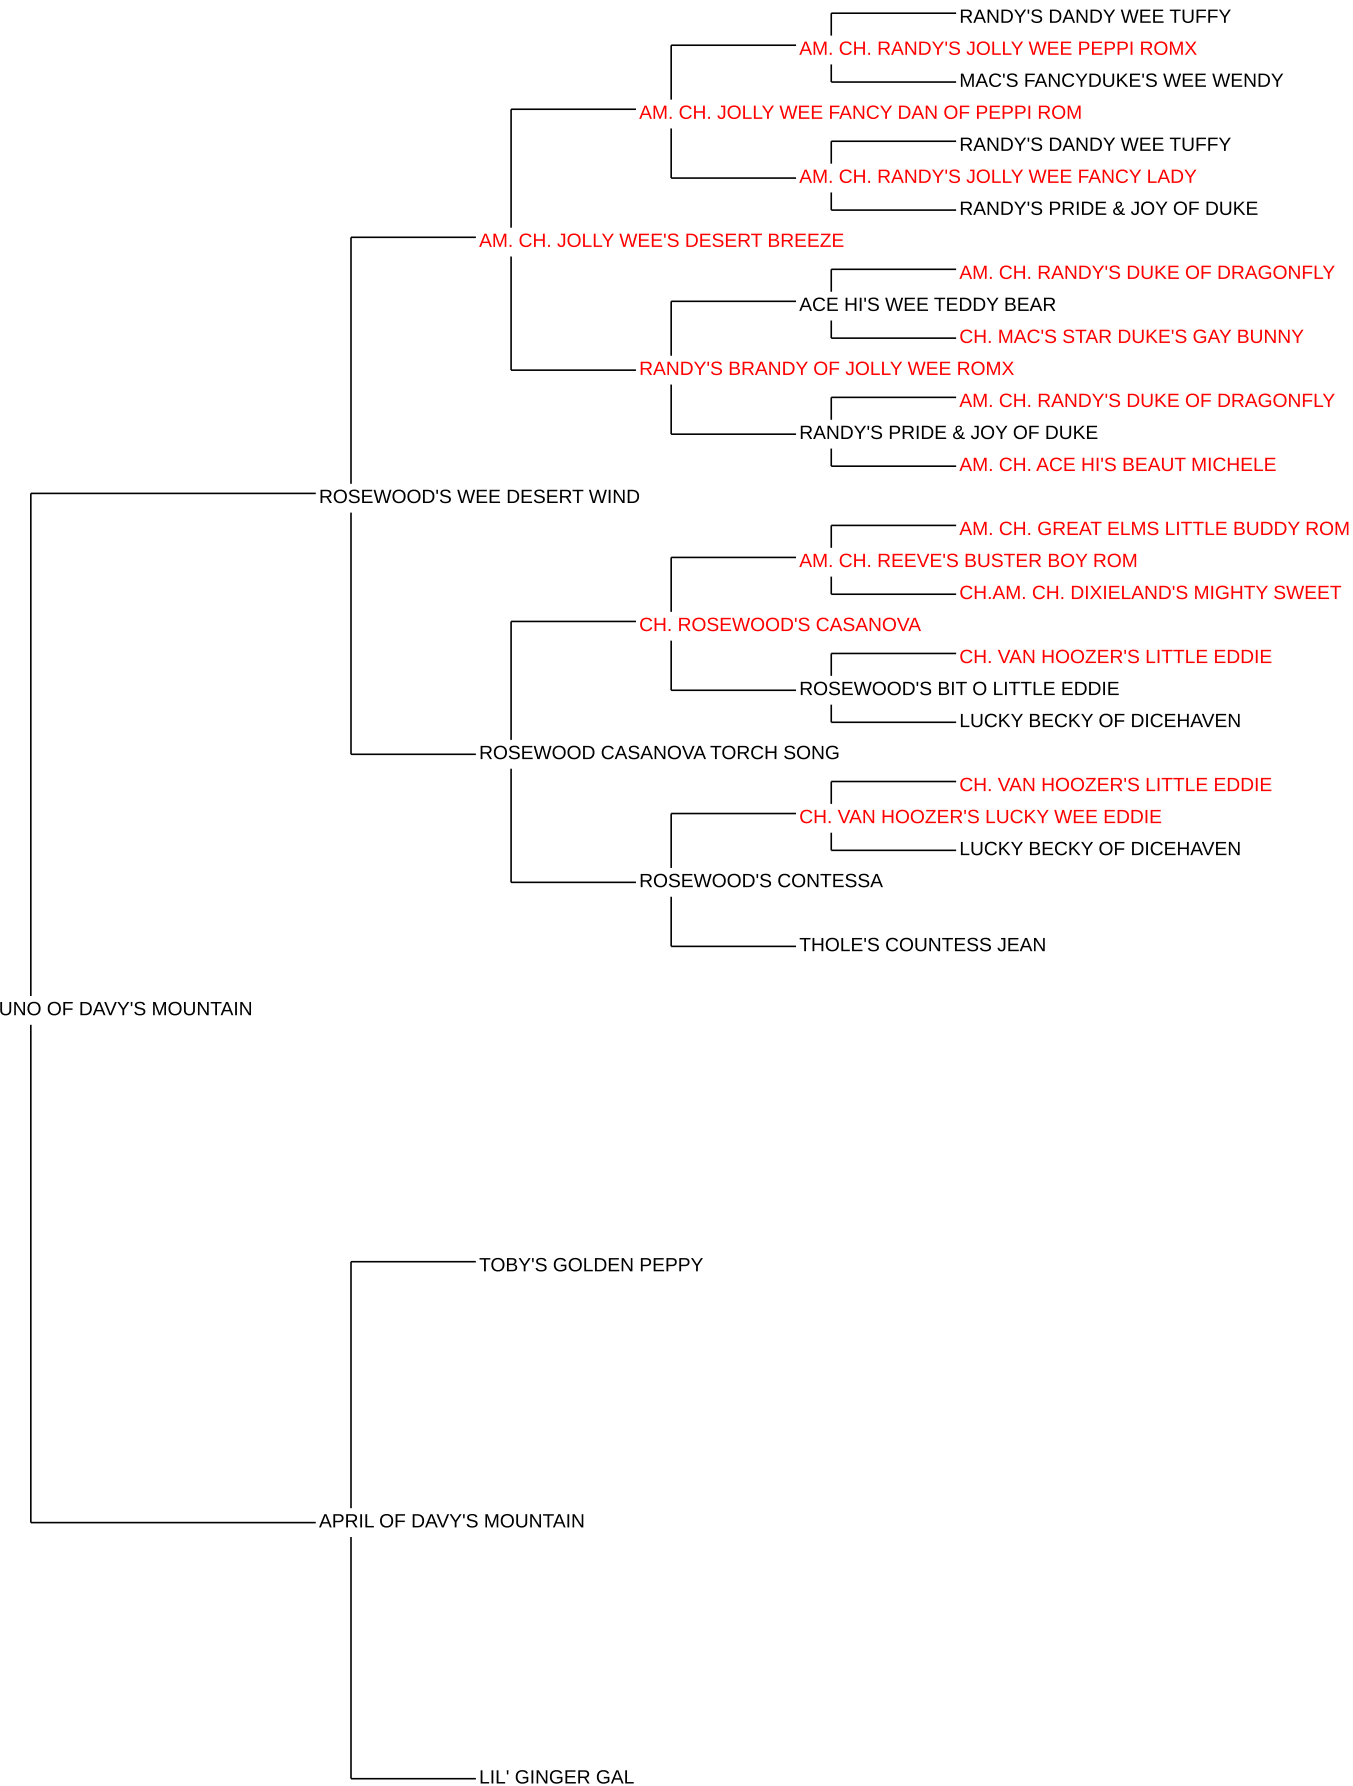 RANDY'S DANDY WEE TUFFY
AM. CH. RANDY'S JOLLY WEE PEPPI ROMX
MAC'S FANCYDUKE'S WEE WENDY
AM. CH. JOLLY WEE FANCY DAN OF PEPPI ROM
RANDY'S DANDY WEE TUFFY
AM. CH. RANDY'S JOLLY WEE FANCY LADY
RANDY'S PRIDE & JOY OF DUKE
AM. CH. JOLLY WEE'S DESERT BREEZE
AM. CH. RANDY'S DUKE OF DRAGONFLY
ACE HI'S WEE TEDDY BEAR
CH. MAC'S STAR DUKE'S GAY BUNNY
RANDY'S BRANDY OF JOLLY WEE ROMX
AM. CH. RANDY'S DUKE OF DRAGONFLY
RANDY'S PRIDE & JOY OF DUKE
AM. CH. ACE HI'S BEAUT MICHELE
ROSEWOOD'S WEE DESERT WIND
AM. CH. GREAT ELMS LITTLE BUDDY ROM
AM. CH. REEVE'S BUSTER BOY ROM
CH.AM. CH. DIXIELAND'S MIGHTY SWEET
CH. ROSEWOOD'S CASANOVA
CH. VAN HOOZER'S LITTLE EDDIE
ROSEWOOD'S BIT O LITTLE EDDIE
LUCKY BECKY OF DICEHAVEN
ROSEWOOD CASANOVA TORCH SONG
CH. VAN HOOZER'S LITTLE EDDIE
CH. VAN HOOZER'S LUCKY WEE EDDIE
LUCKY BECKY OF DICEHAVEN
ROSEWOOD'S CONTESSA
THOLE'S COUNTESS JEAN
UNO OF DAVY'S MOUNTAIN
TOBY'S GOLDEN PEPPY
APRIL OF DAVY'S MOUNTAIN
LIL' GINGER GAL